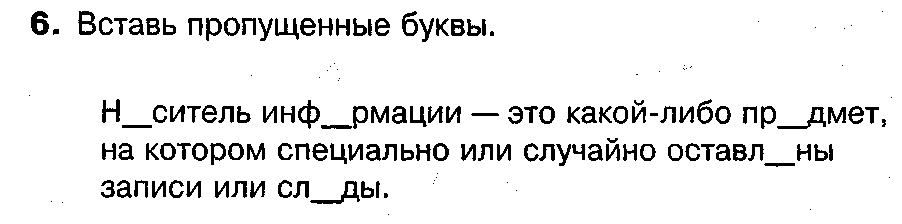 6. Вставь пропущенные буквы.
Н__ситель инф__рмации — это какой-либо пр__дмет,
на котором специально или случайно оставл__ны
записи или сл__ды.